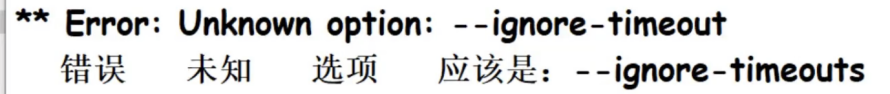 ** Error: Unknown option: --ignore-timeout
错误 未知 选项 应该是：--ignore-timeouts